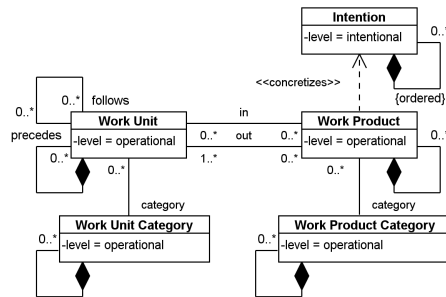 Intention
-level = intentional
0..*
{ordered}
<<concretizes>>
0..*
0..*
follows
precedes
Work Unit
-level = operational
0..*
in
0..*
0..*
out
1..*
0..*
Work Product
-level = operational
0..*
0..*
category
0..*
category
Work Unit Category
-level = operational
0..*
Work Product Category
-level = operational
0..*